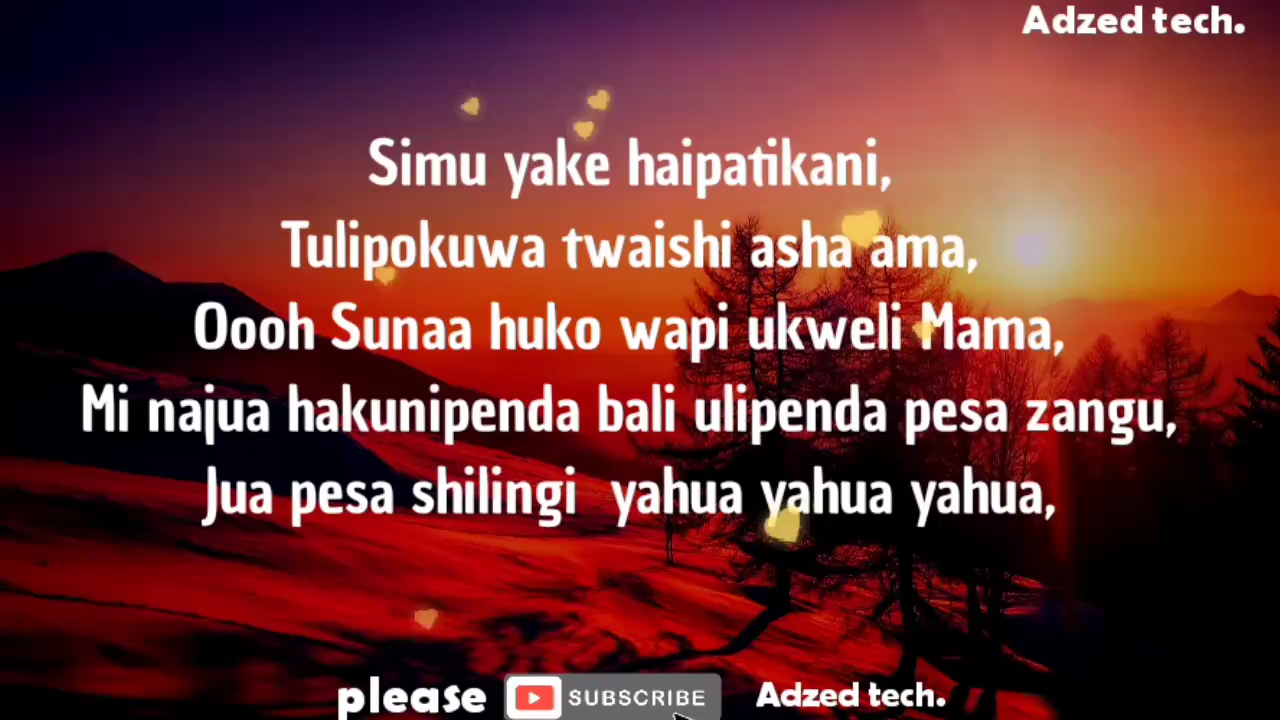 Adzed tech.
Simu yake haipatikani,
Tulipokuwa twaishi asha ama,
Oooh Sunaa huko wapi ukweli Mama,
Mi najua hakunipenda bali ulipenda pesa zangu,
Jua pesa shilingi yahua yahua yahua,
please SUBSCRIBE Adzed tech.